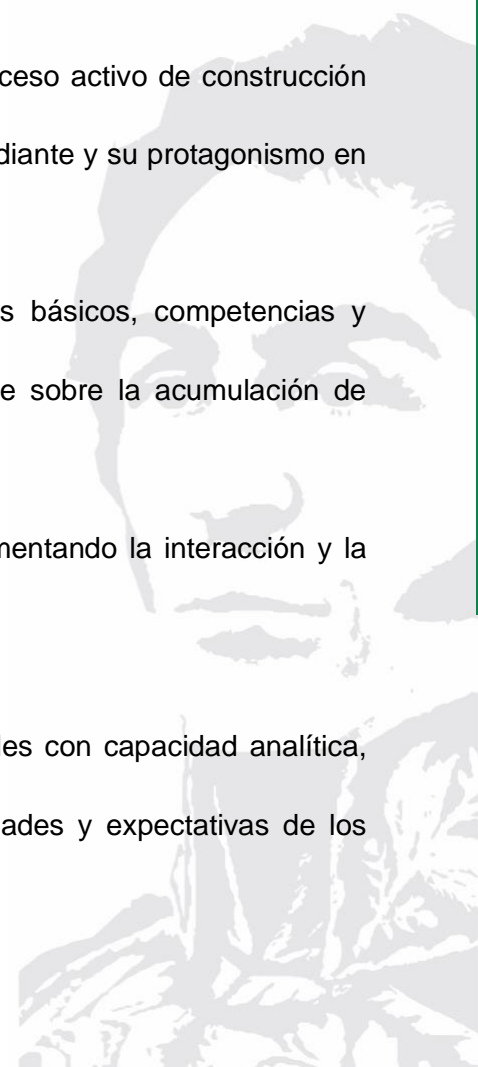 ceso activo de construcción
diante y su protagonismo en
s básicos, competencias y
e sobre la acumulación de
mentando la interacción y la
les con capacidad analítica,
ades y expectativas de los